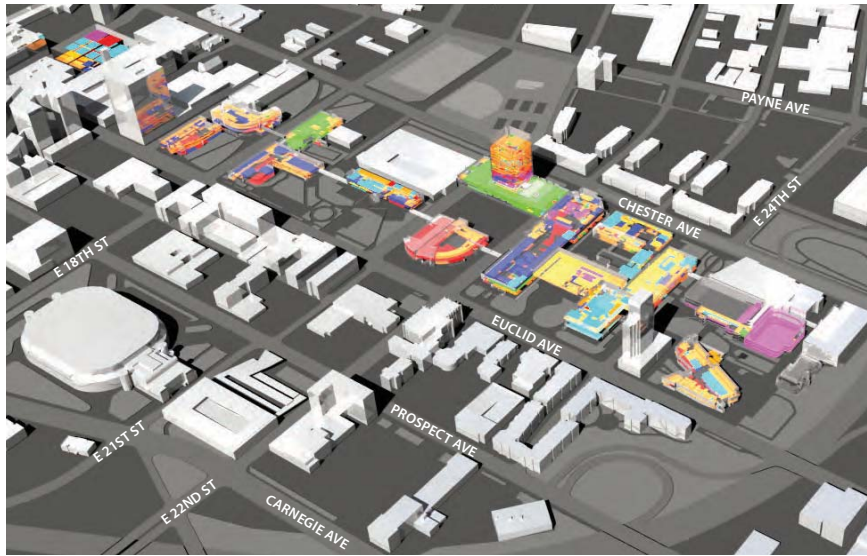 PAYNE AVE
CHESTER AVE
E 24TH ST
E 18TH ST
EUCLID AVE
PROSPECT AVE
E 21ST ST
E 22ND ST
CARNEGIE AVE